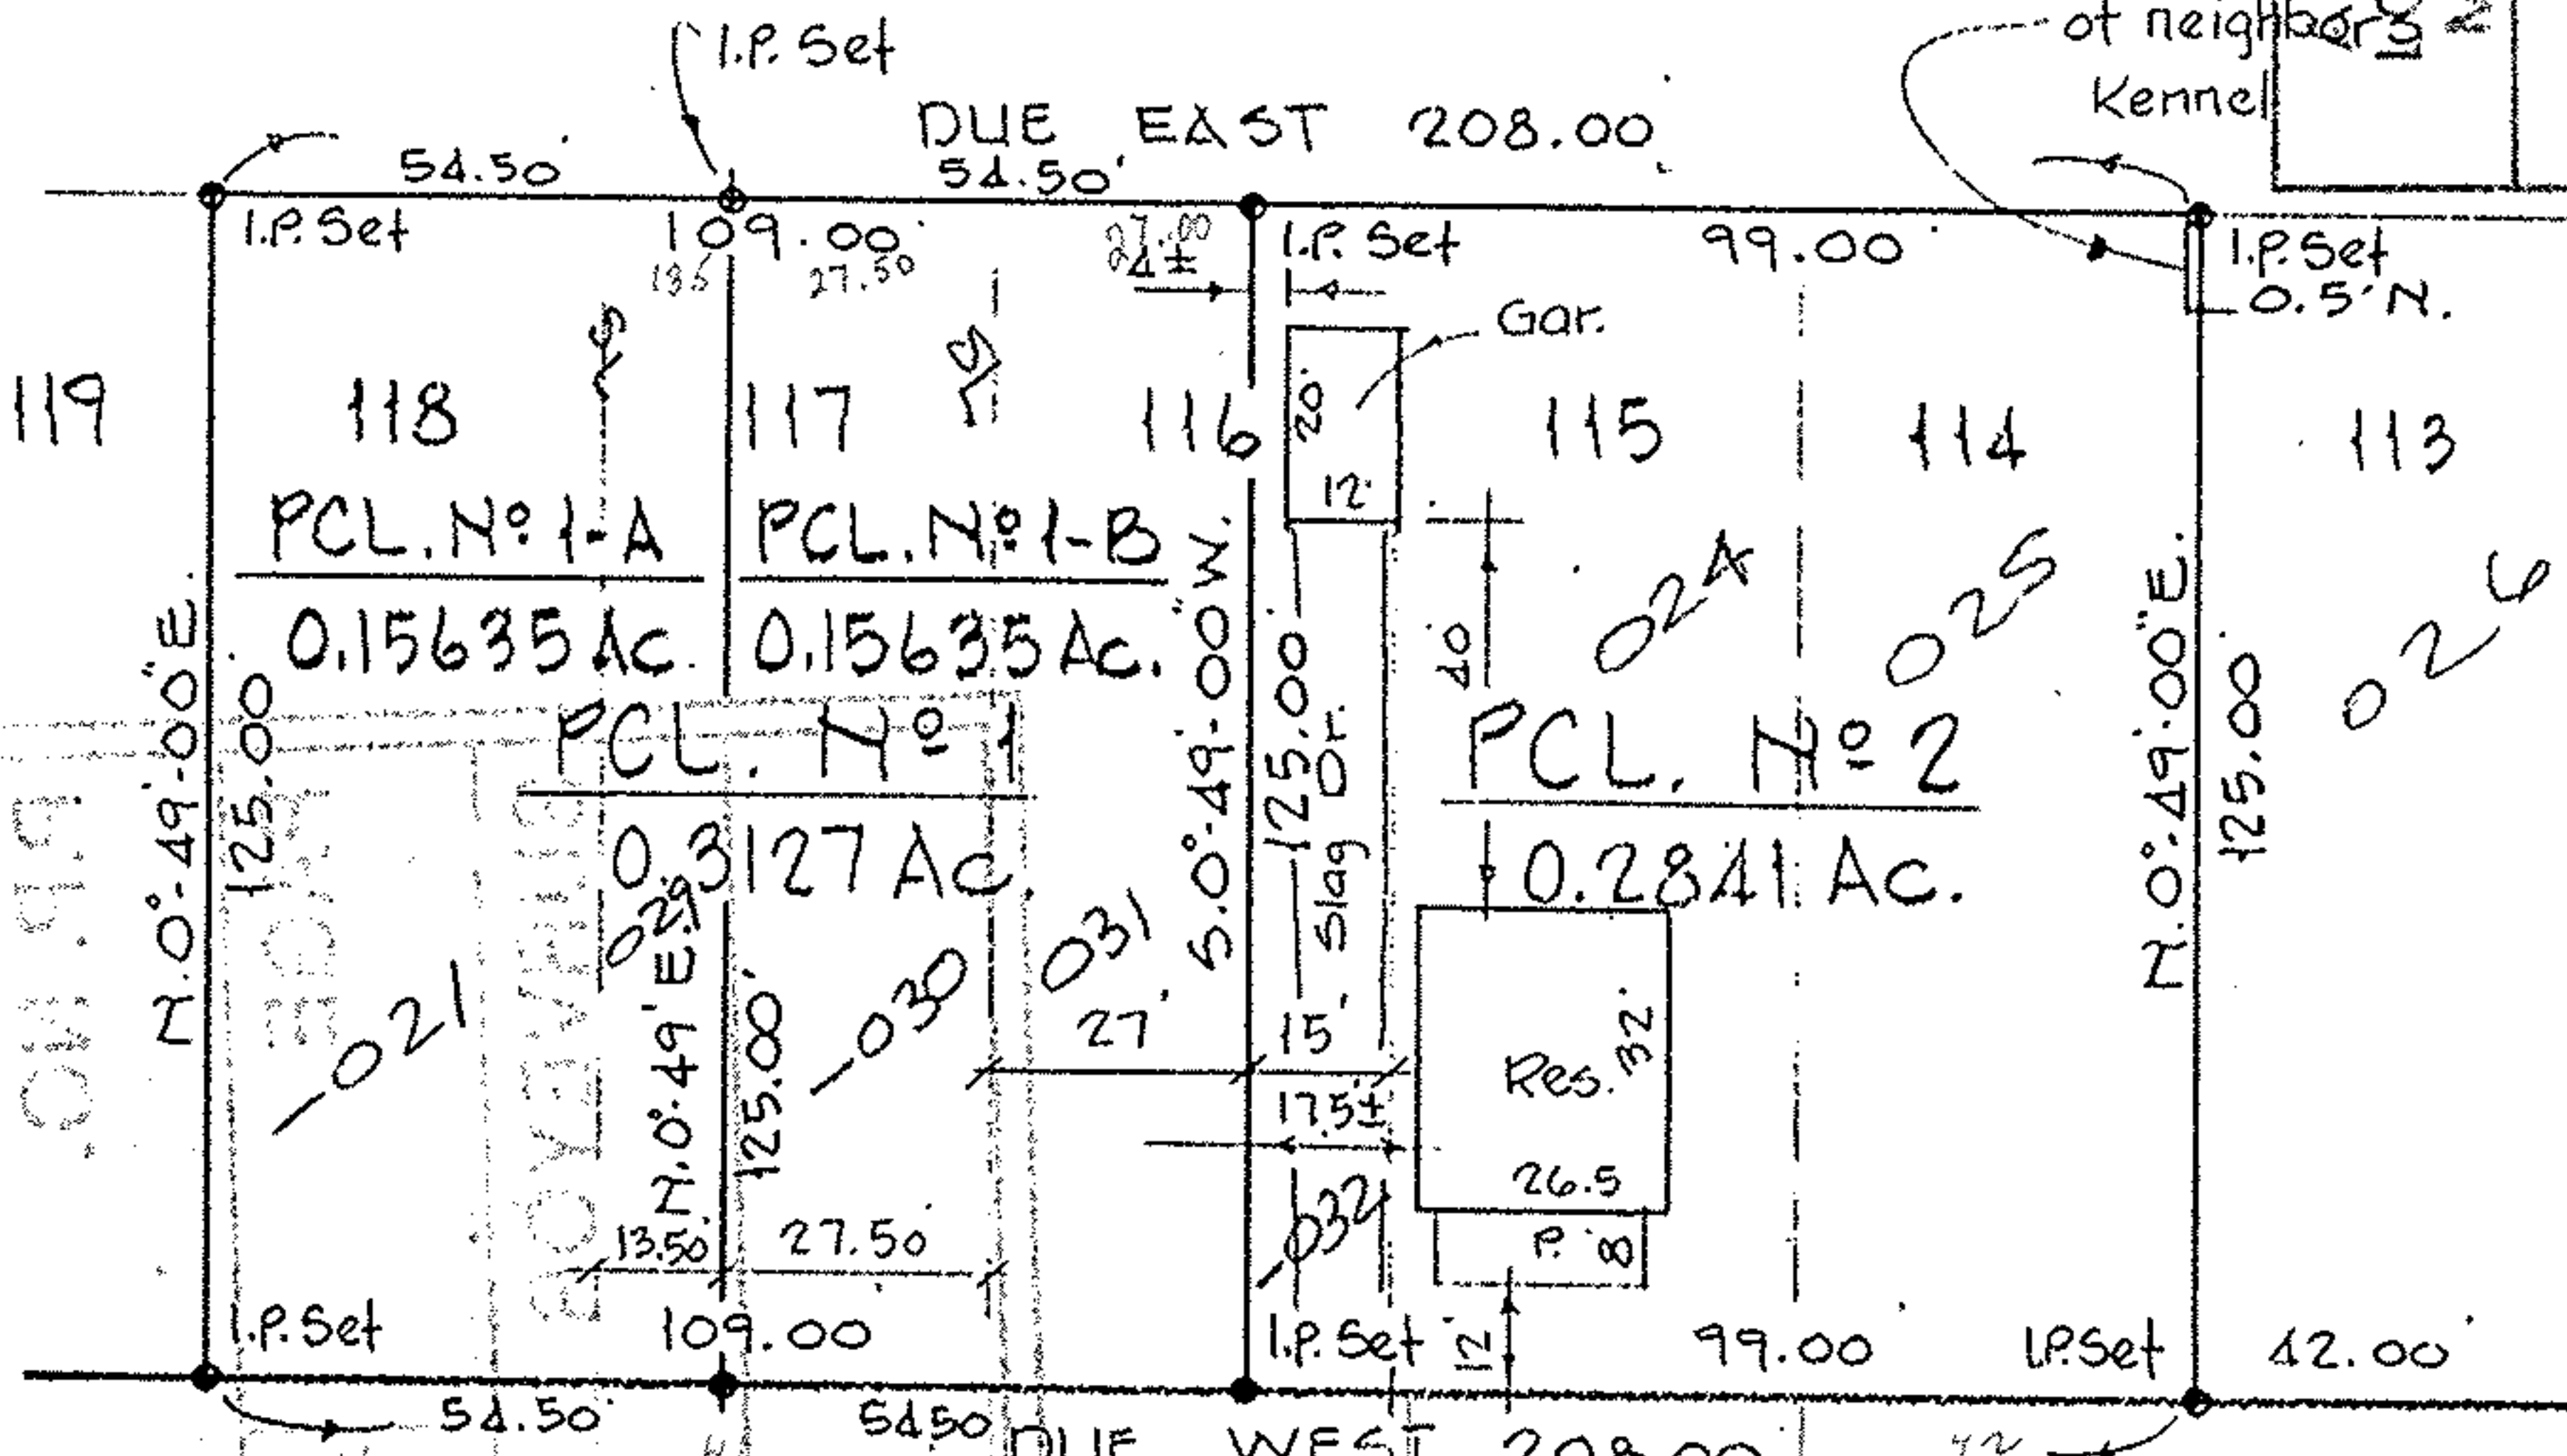 of neighbors
Kennel
I.P. Set
DUE EAST 208.00
54.50'
54.50'
I.P. Set
109.00'
27.00
4±
I.P. Set
99.00'
I.P. Set
0.5' N.
135
27.50
Gar.
20'
12'
119
118
117
116
115
114
113
PCL. Nº 1-A
PCL. Nº 1-B
0.15635 Ac.
0.15635 Ac.
024
025
026
40'
N.0°-49'-00"E.
125.00'
PCL. Nº 1
0.3127 Ac.
S.0°-49'-00"W.
125.00'
Slag Dr.
PCL. Nº 2
0.2841 Ac.
N.0°-49'-00"E.
125.00'
-021
029
-030
031
N.0°-49'E.
125.00'
27'
15'
17.5±
-032
Res.
32'
26.5
P.
8'
13.50'
27.50'
I.P. Set
109.00
I.P. Set
12'
99.00
I.P. Set
42.00'
54.50'
54.50
DUE WEST 208.00
42